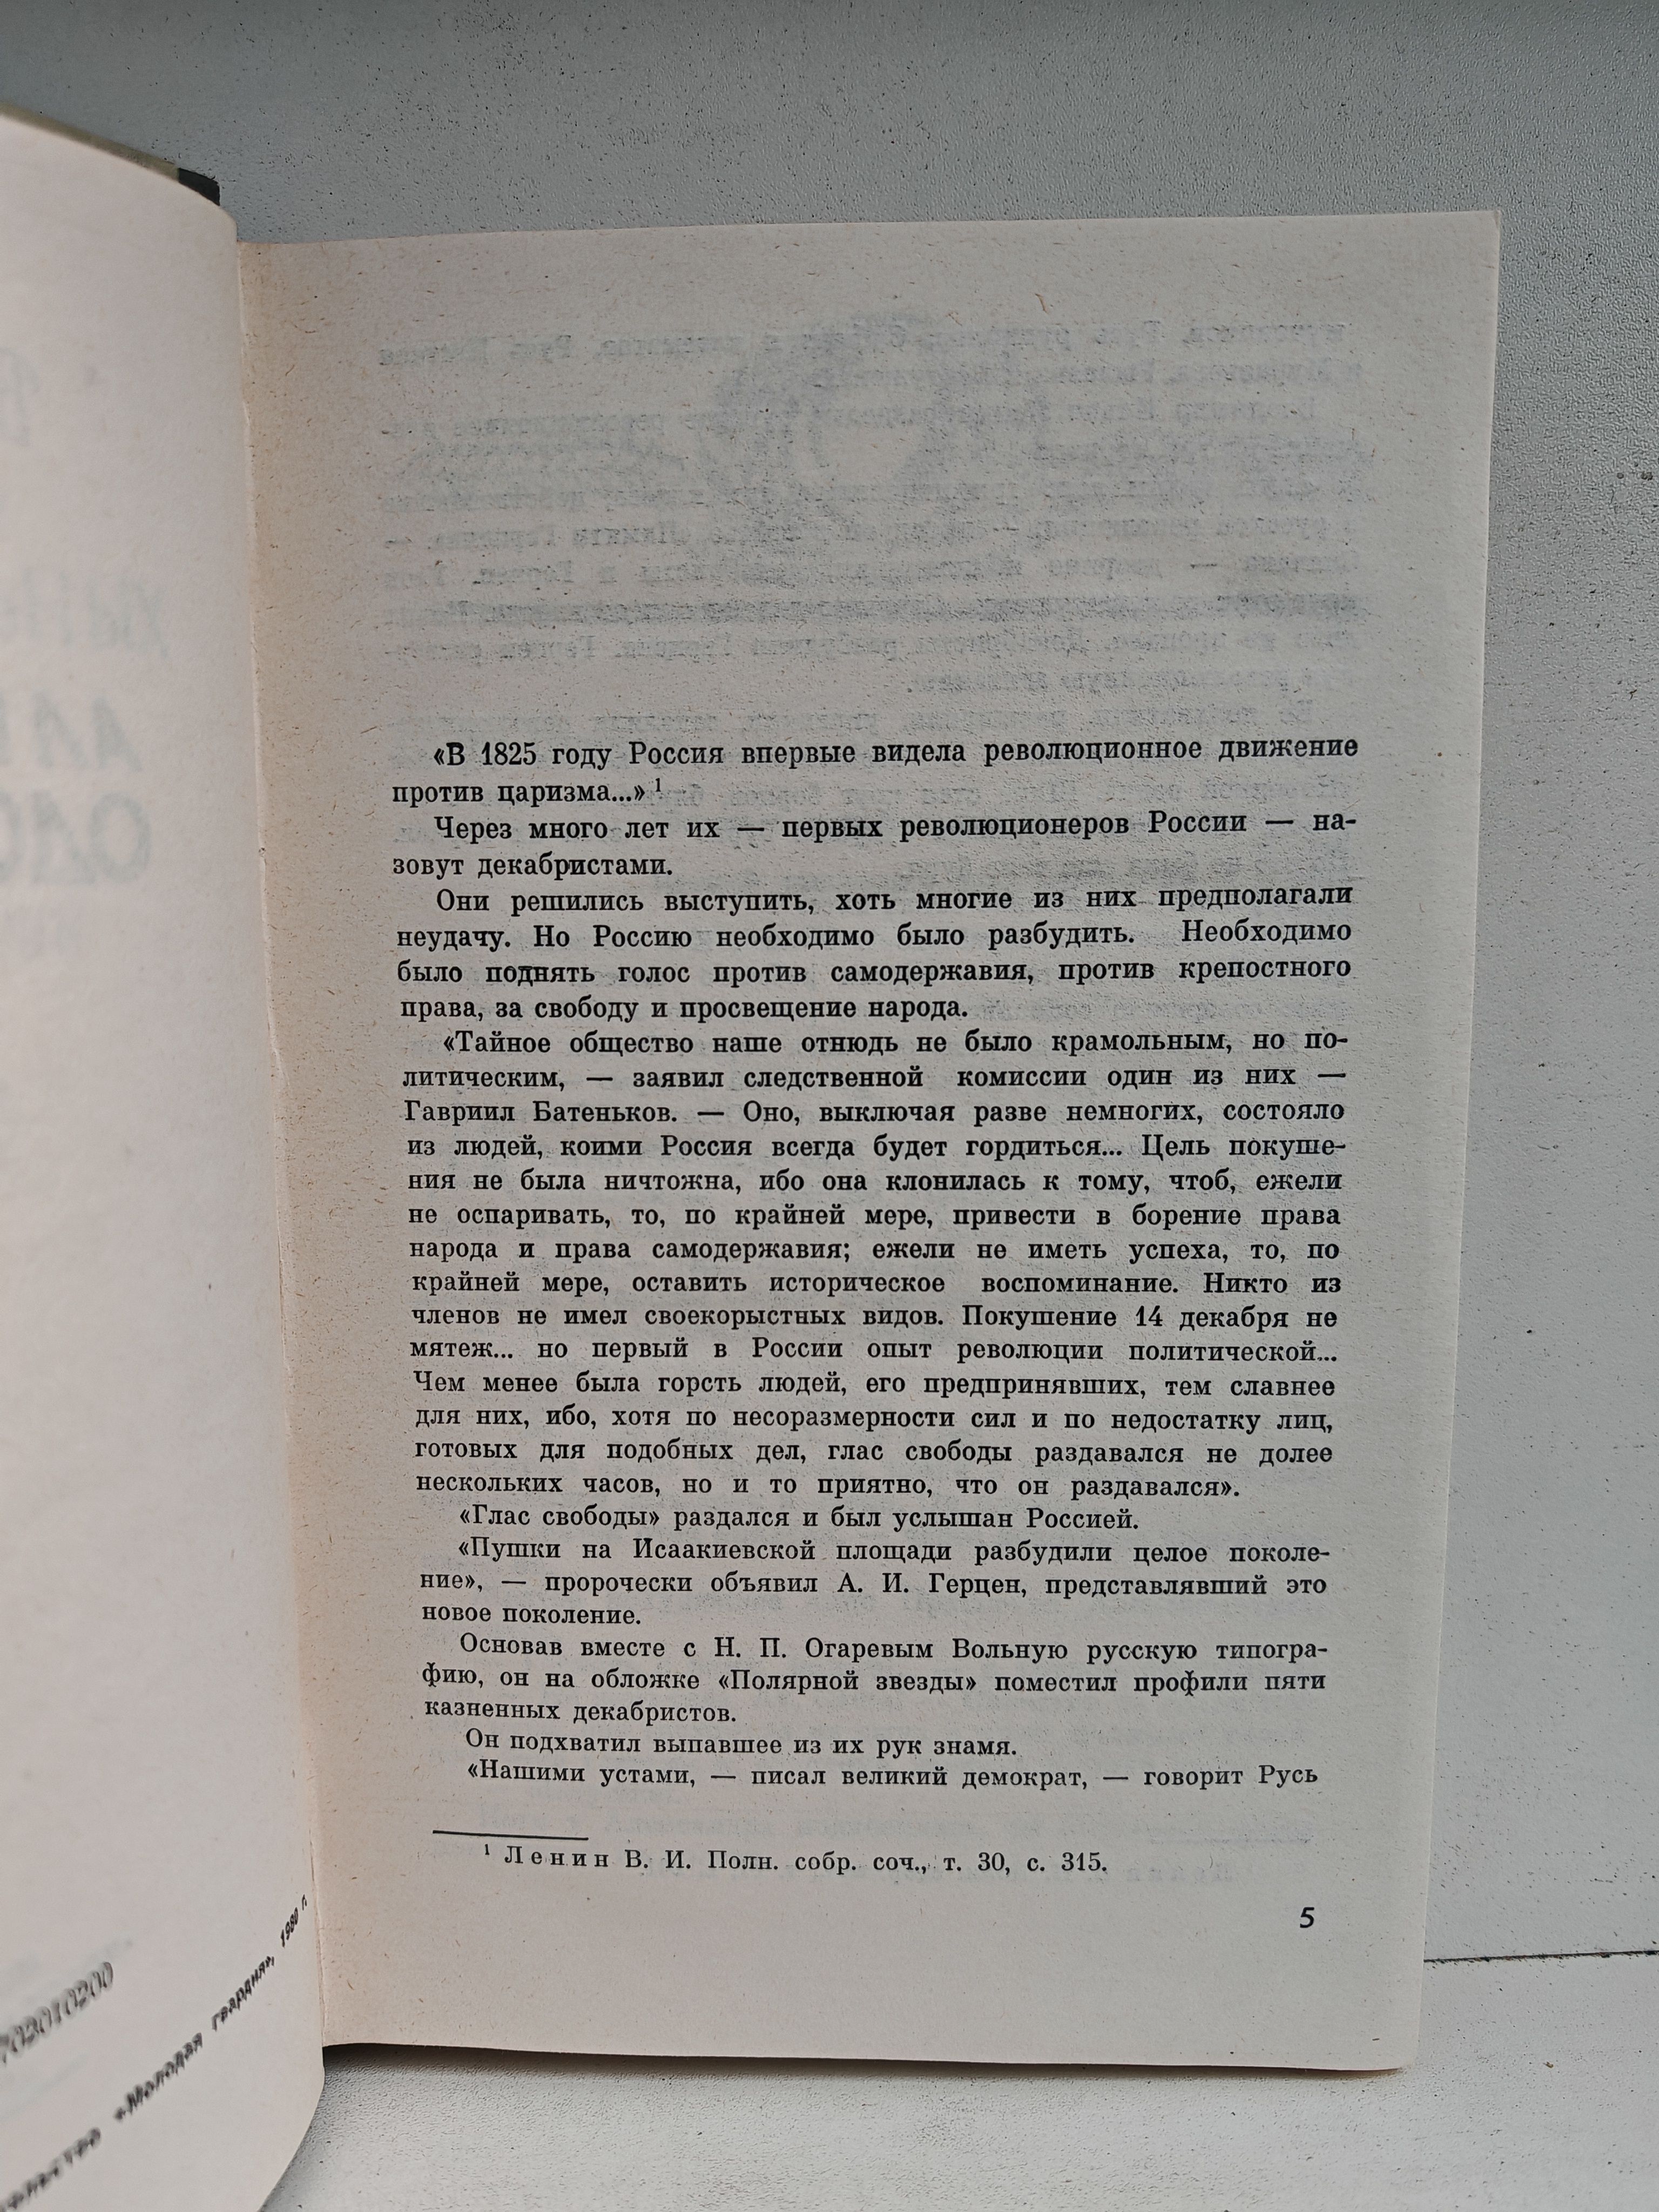 «В 1825 году Россия впервые видела революционное движение
против царизма...» ¹
Через много лет их — первых революционеров России — на-
зовут декабристами.
Они решились выступить, хоть многие из них предполагали
неудачу. Но Россию необходимо было разбудить. Необходимо
было поднять голос против самодержавия, против крепостного
права, за свободу и просвещение народа.
«Тайное общество наше отнюдь не было крамольным, но по-
литическим, — заявил следственной комиссии один из них —
Гавриил Батеньков. — Оно, выключая разве немногих, состояло
из людей, коими Россия всегда будет гордиться... Цель покуше-
ния не была ничтожна, ибо она клонилась к тому, чтоб, ежели
не оспаривать, то, по крайней мере, привести в борение права
народа и права самодержавия; ежели не иметь успеха, то, по
крайней мере, оставить историческое воспоминание. Никто из
членов не имел своекорыстных видов. Покушение 14 декабря не
мятеж... но первый в России опыт революции политической...
Чем менее была горсть людей, его предпринявших, тем славнее
для них, ибо, хотя по несоразмерности сил и по недостатку лиц,
готовых для подобных дел, глас свободы раздавался не долее
нескольких часов, но и то приятно, что он раздавался».
«Глас свободы» раздался и был услышан Россией.
«Пушки на Исаакиевской площади разбудили целое поколе-
ние», — пророчески объявил А. И. Герцен, представлявший это
новое поколение.
Основав вместе с Н. П. Огаревым Вольную русскую типогра-
фию, он на обложке «Полярной звезды» поместил профили пяти
казненных декабристов.
Он подхватил выпавшее из их рук знамя.
«Нашими устами, — писал великий демократ, — говорит Русь
¹ Ленин В. И. Полн. собр. соч., т. 30, с. 315.
5
«Молодая гвардия», 1980 г.